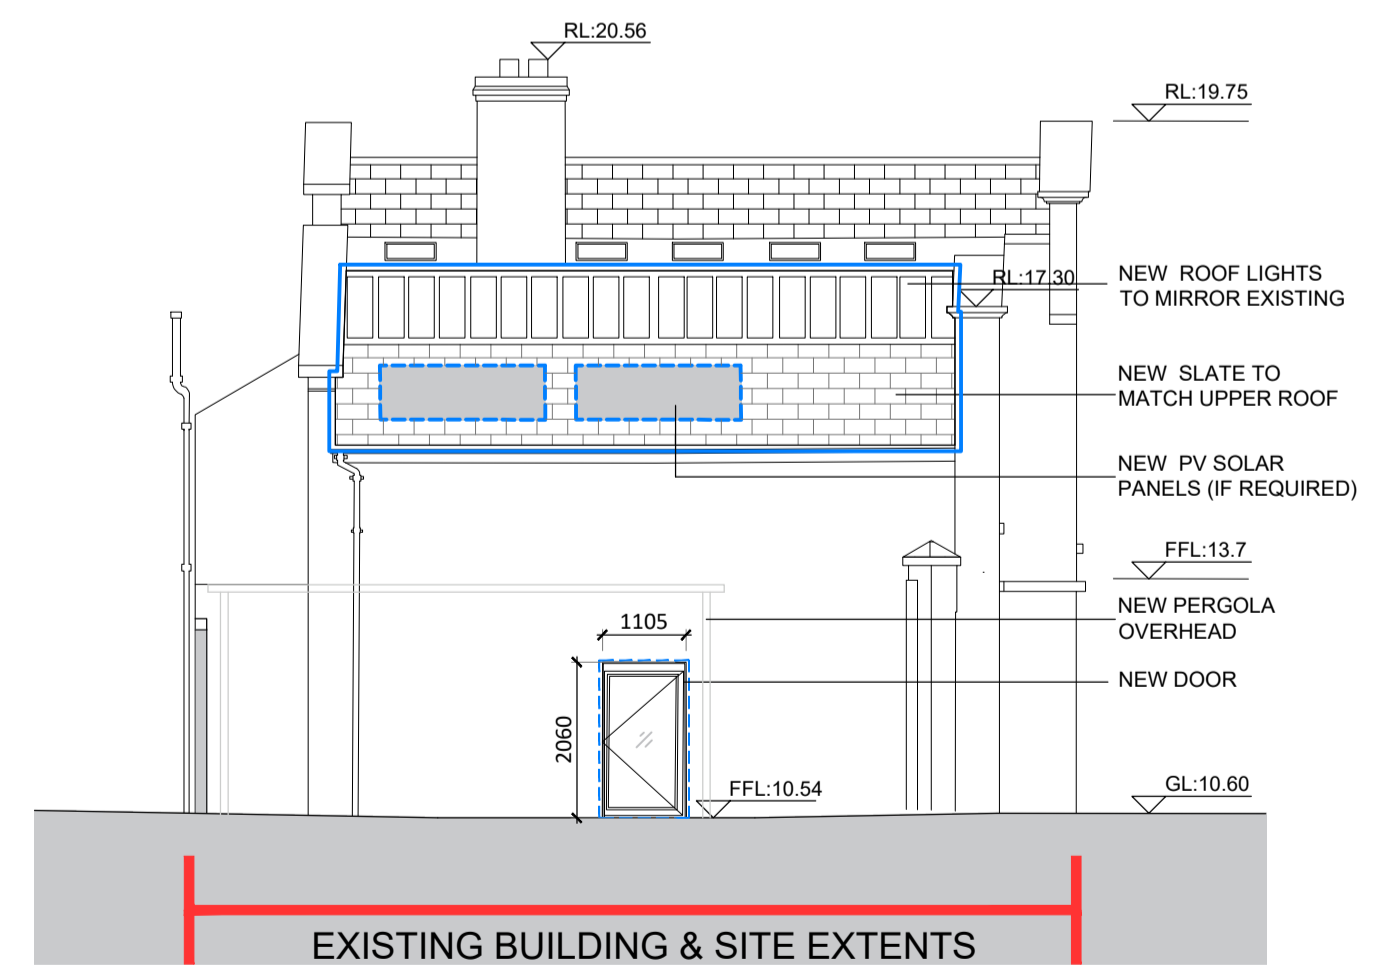 RL:20.56
RL:19.75
NEW ROOF LIGHTS
TO MIRROR EXISTING
RL:17.30
NEW SLATE TO
MATCH UPPER ROOF
NEW PV SOLAR
PANELS (IF REQUIRED)
FFL:13.7
NEW PERGOLA
OVERHEAD
1105
NEW DOOR
2060
FFL:10.54
GL:10.60
EXISTING BUILDING & SITE EXTENTS